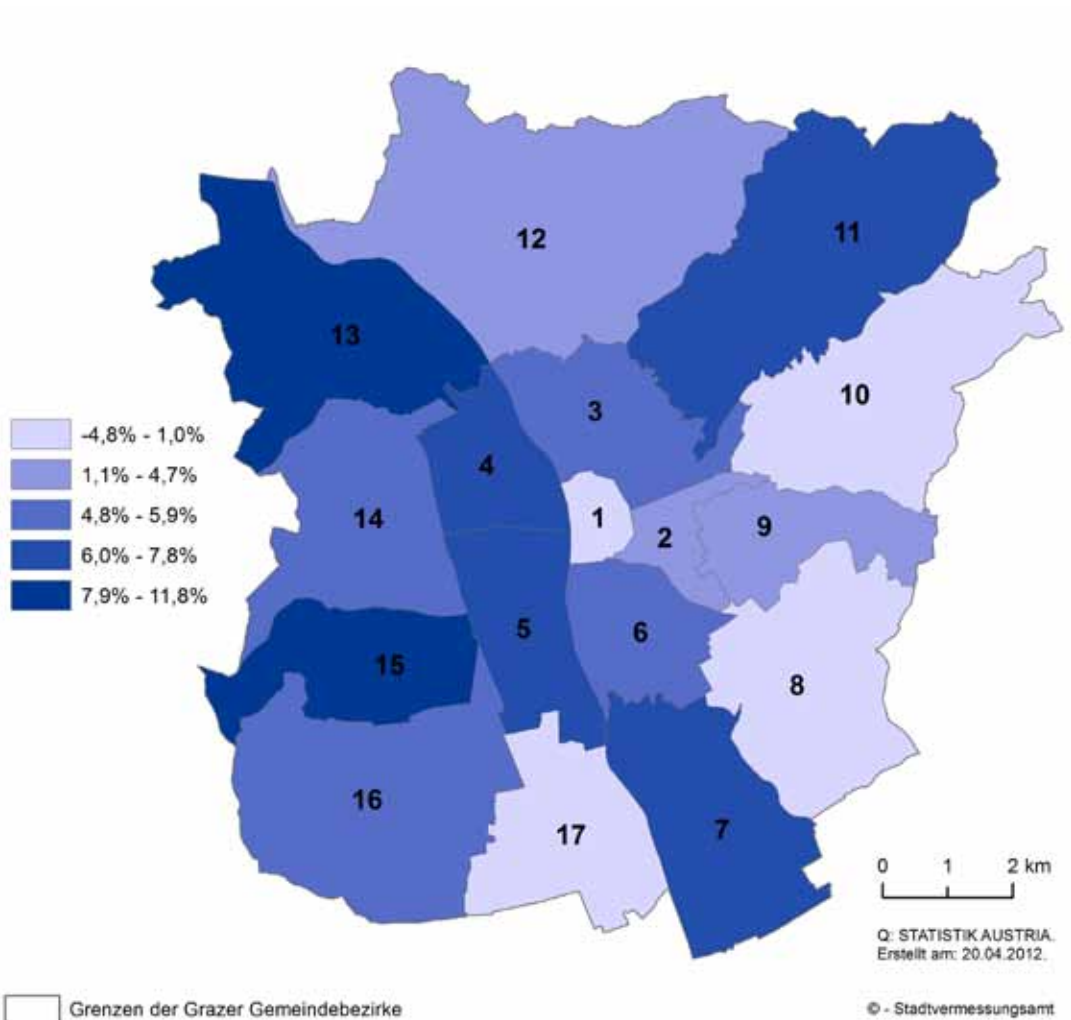 12
11
13
10
3
-4,8% - 1,0%
1,1% - 4,7%
4,8% - 5,9%
6,0% - 7,8%
7,9% - 11,8%
4
14
1
2
9
5
6
15
8
16
17
7
0 1 2 km
Q: STATISTIK AUSTRIA.
Erstellt am: 20.04.2012.
Grenzen der Grazer Gemeindebezirke
© - Stadtvermessungsamt